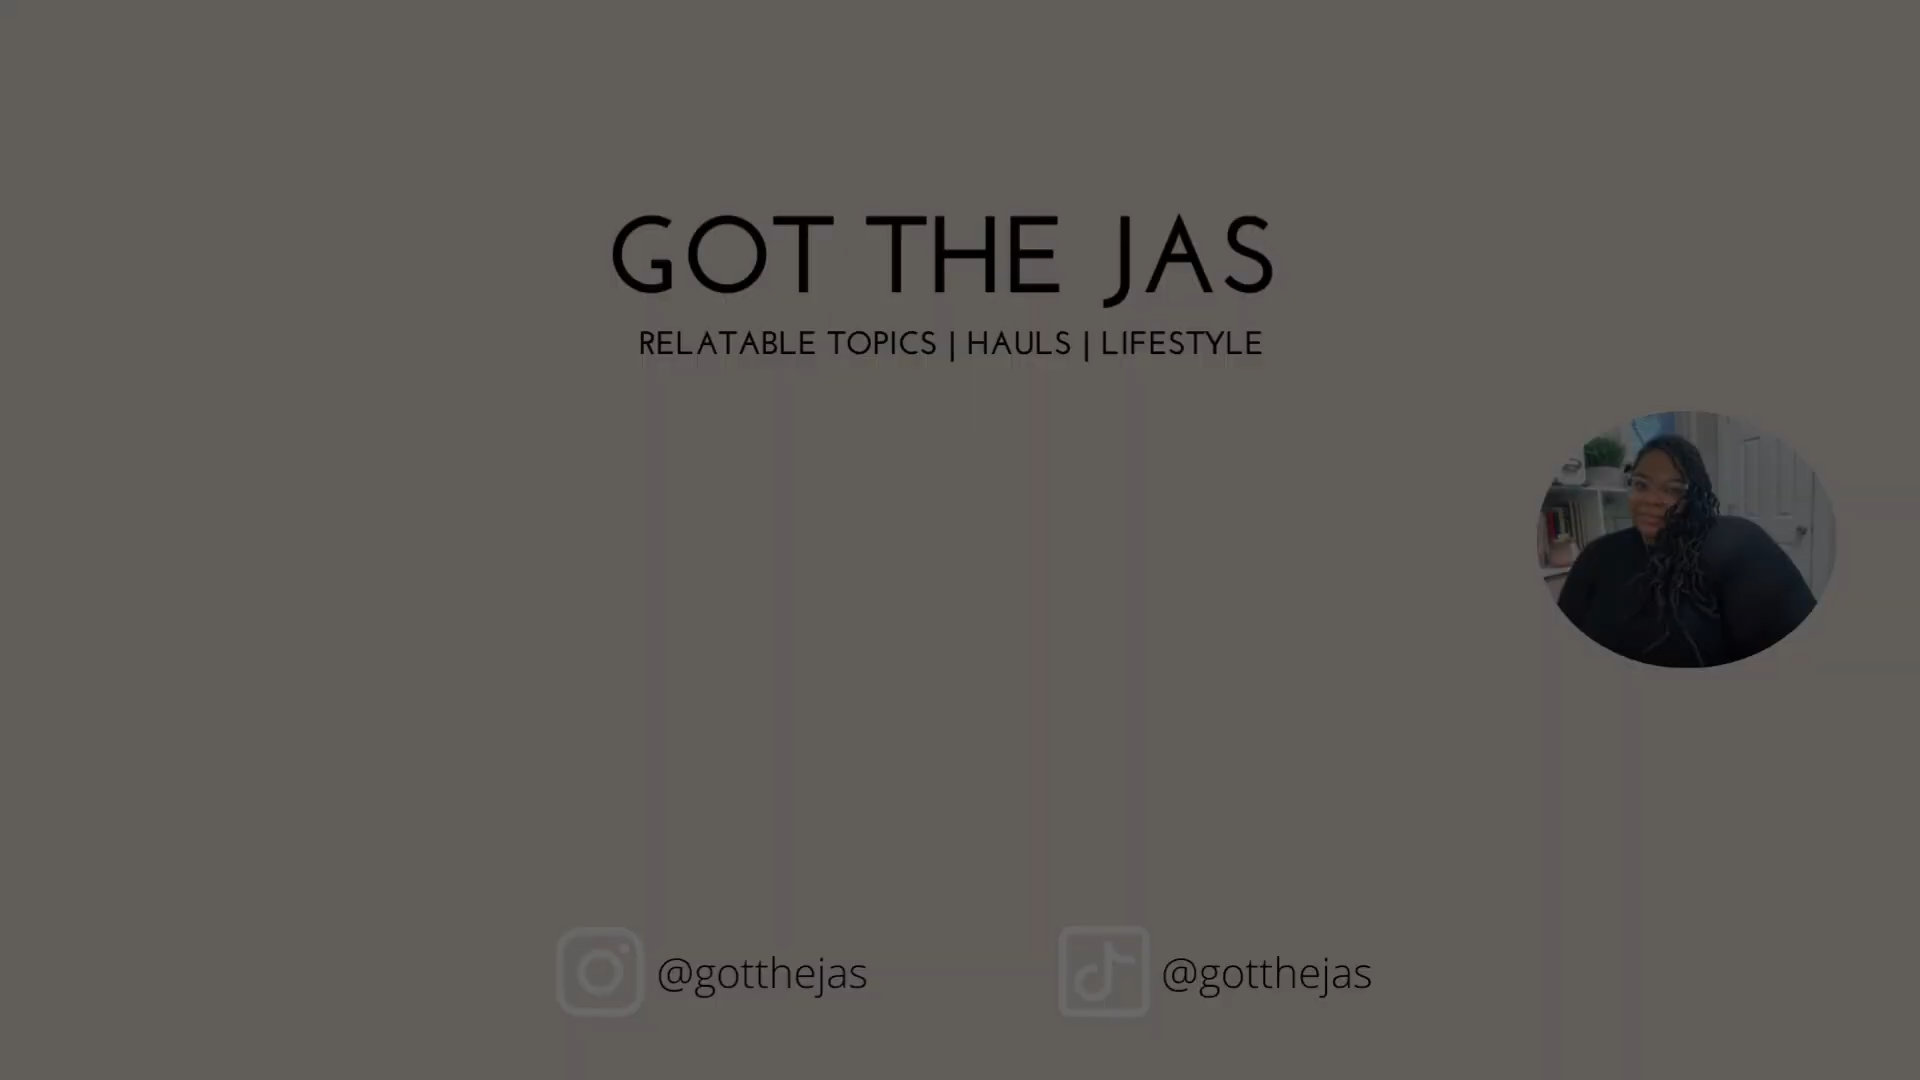 GOT THE JAS
RELATABLE TOPICS | HAULS | LIFESTYLE
@gotthejas
@gotthejas